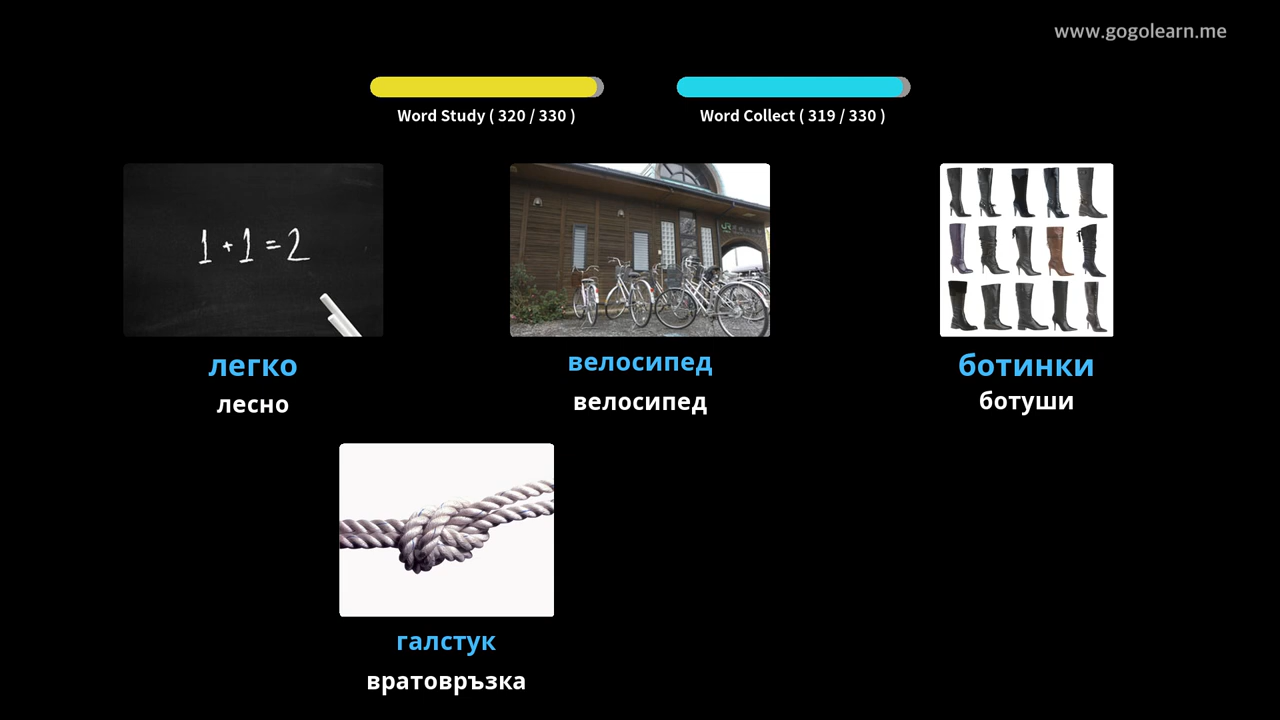 www.gogolearn.me
Word Study ( 320 / 330 )
Word Collect ( 319 / 330 )
1 + 1 = 2
легко
лесно
велосипед
велосипед
ботинки
ботуши
галстук
вратовръзка